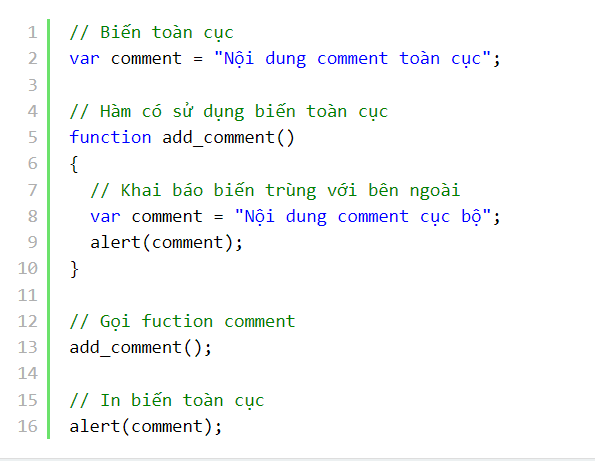 1 // Biến toàn cục
2 var comment = "Nội dung comment toàn cục";
3
4 // Hàm có sử dụng biến toàn cục
5 function add_comment()
6 {
7 // Khai báo biến trùng với bên ngoài
8 var comment = "Nội dung comment cục bộ";
9 alert(comment);
10 }
11
12 // Gọi fuction comment
13 add_comment();
14
15 // In biến toàn cục
16 alert(comment);